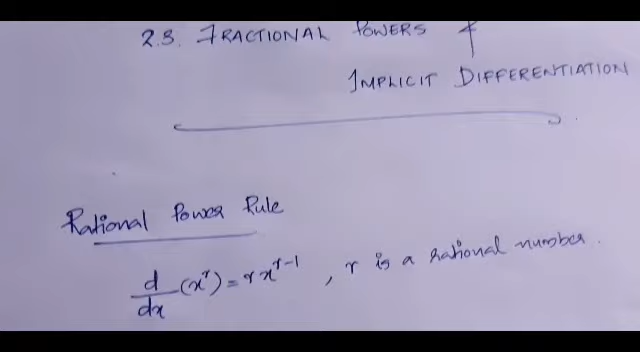 2.3. FRACTIONAL POWERS &
IMPLICIT DIFFERENTIATION
Rational Power Rule
d/dx (x^r) = r x^{r-1}, r is a rational number.